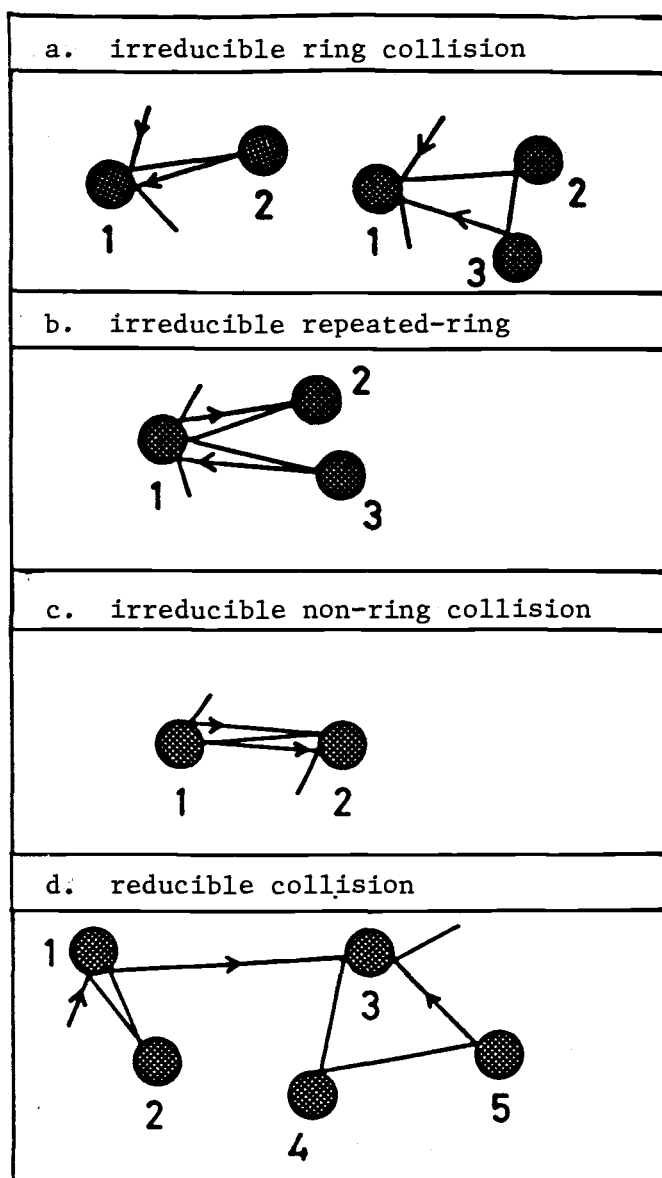 a. irreducible ring collision
1 2 1 2 3
b. irreducible repeated-ring
1 2 3
c. irreducible non-ring collision
1 2
d. reducible collision
1 2 3 4 5